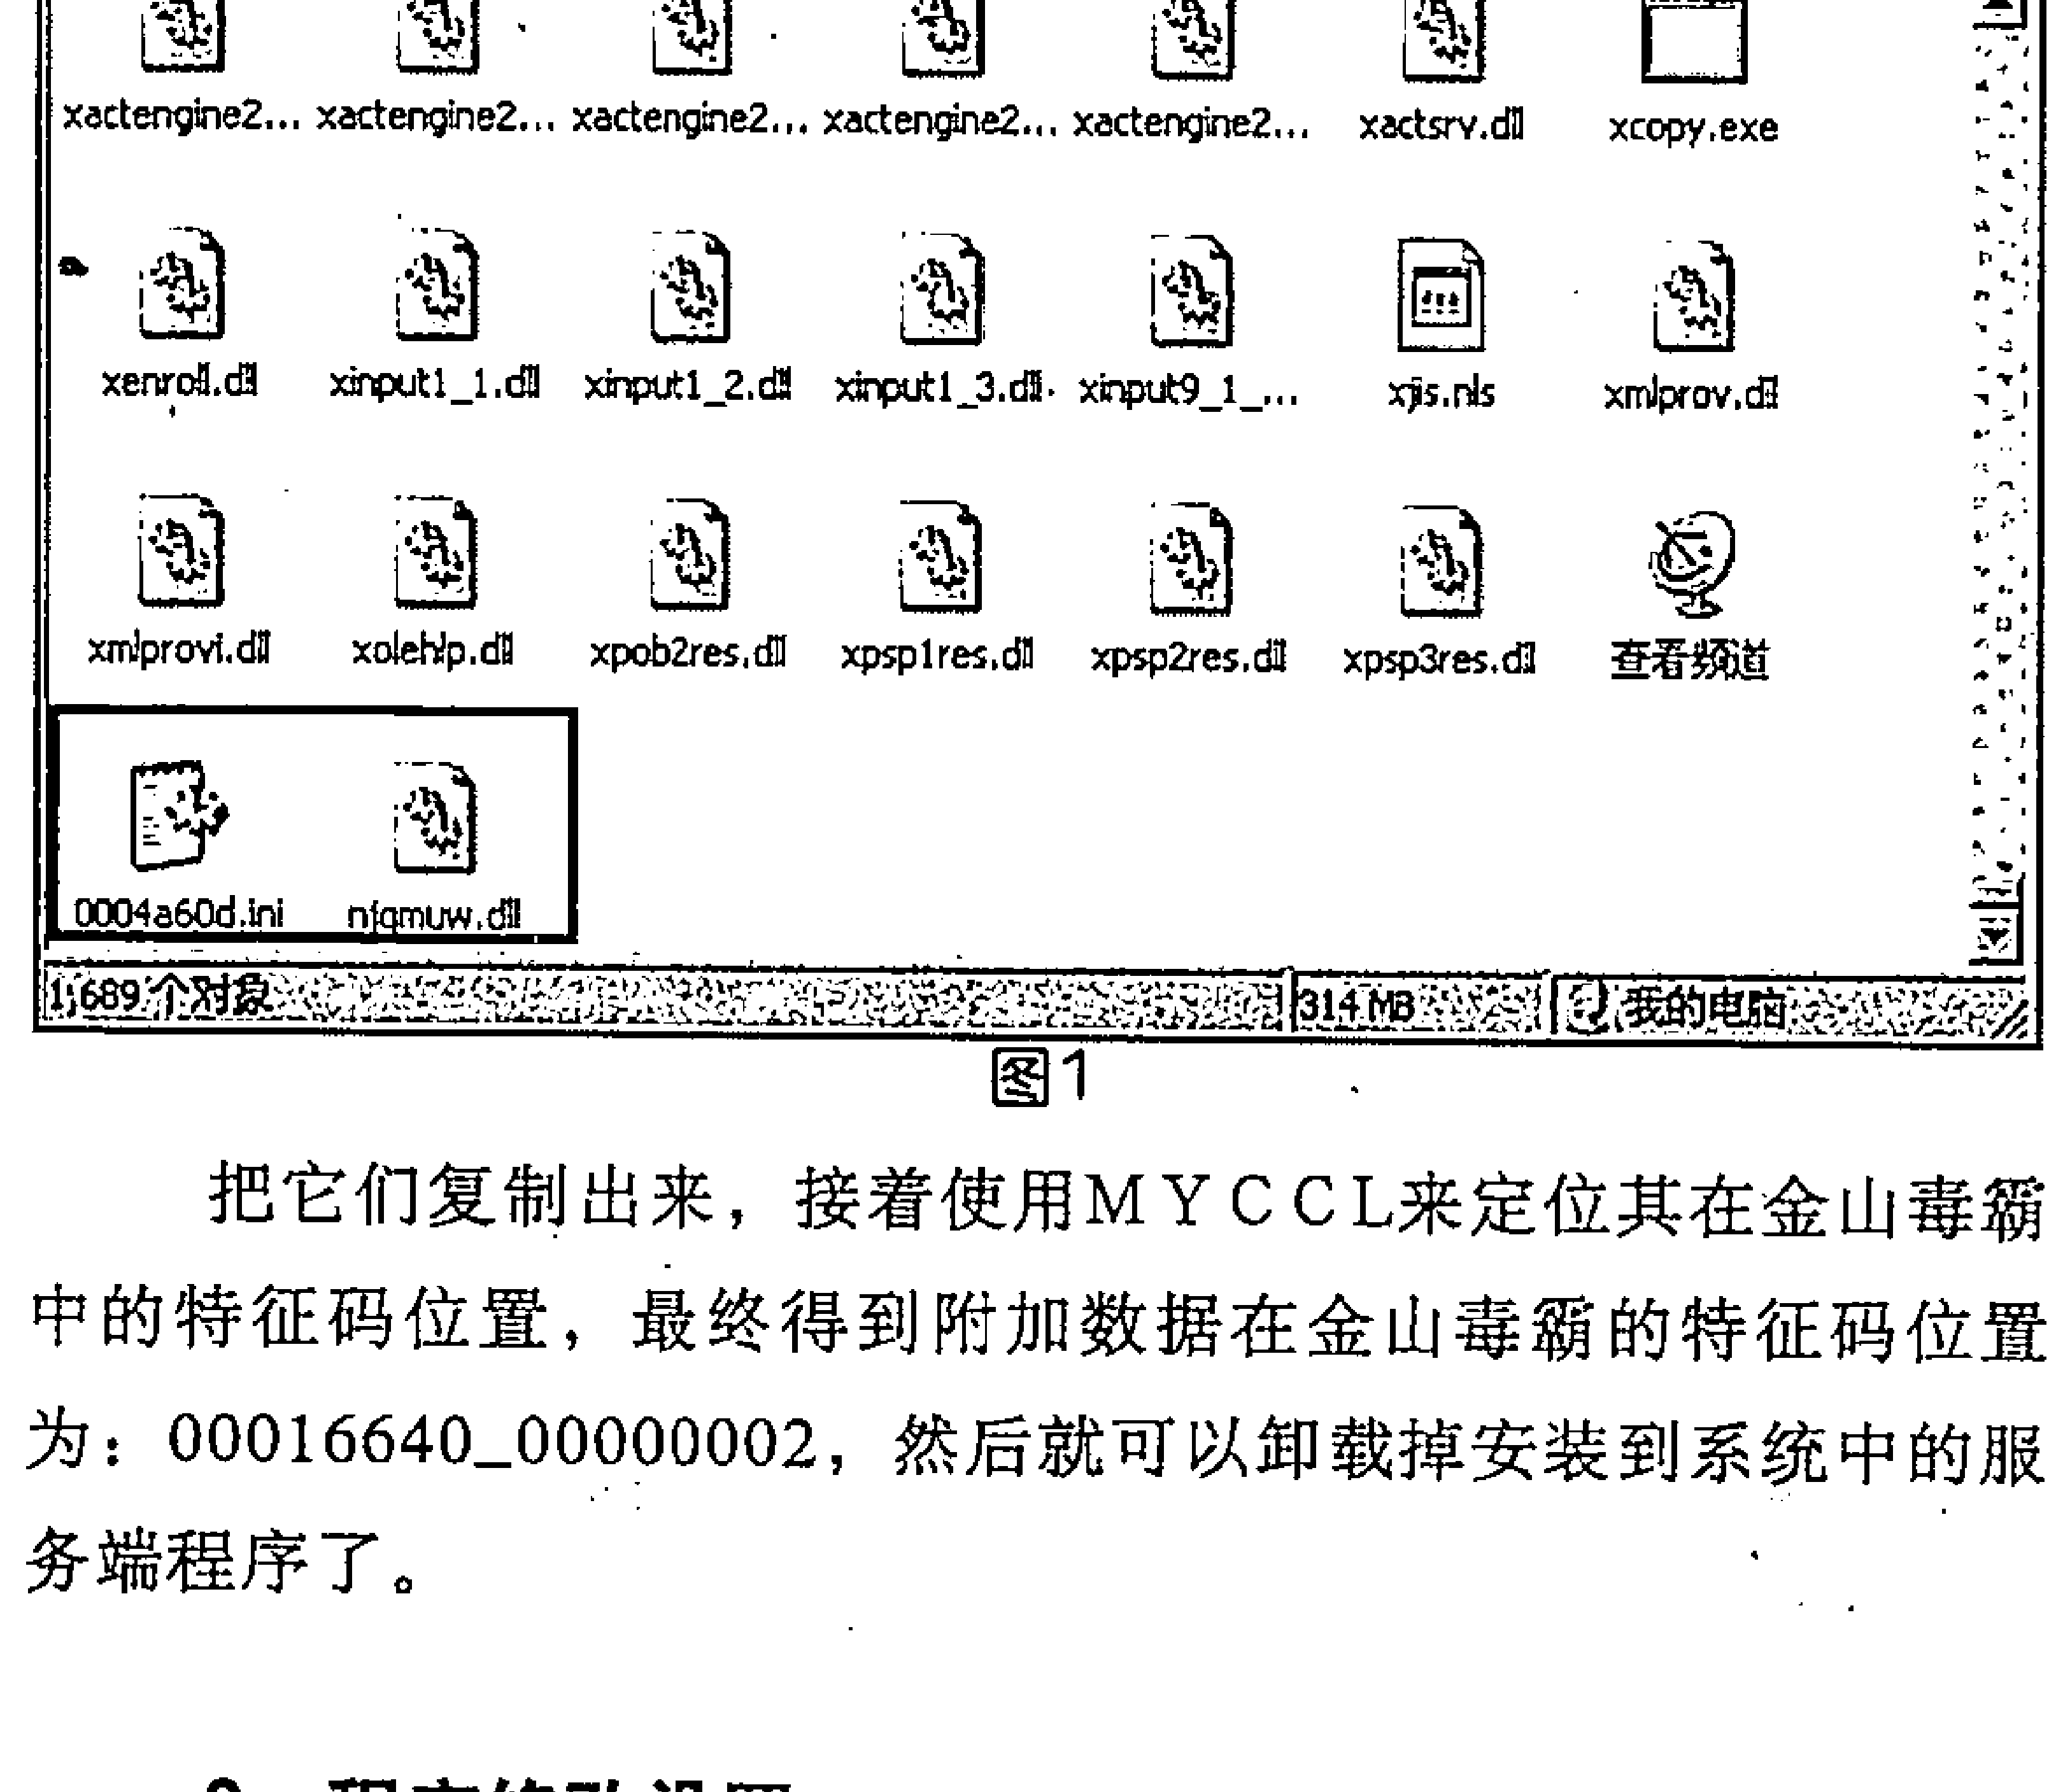 xactengine2... xactengine2... xactengine2... xactengine2... xactengine2... xactsrv.dll xcopy.exe
xenroll.dll xinput1_1.dll xinput1_2.dll xinput1_3.dll xinput9_1_... xjis.nls xmlprov.dll
xmlprovi.dll xolehlp.dll xpob2res.dll xpsp1res.dll xpsp2res.dll xpsp3res.dll 查看频道
0004a60d.ini njqmuw.dll
1,689 个对象 314 MB 我的电脑
图1
把它们复制出来，接着使用MYCCL来定位其在金山毒霸
中的特征码位置，最终得到附加数据在金山毒霸的特征码位置
为：00016640_00000002，然后就可以卸载掉安装到系统中的服
务端程序了。